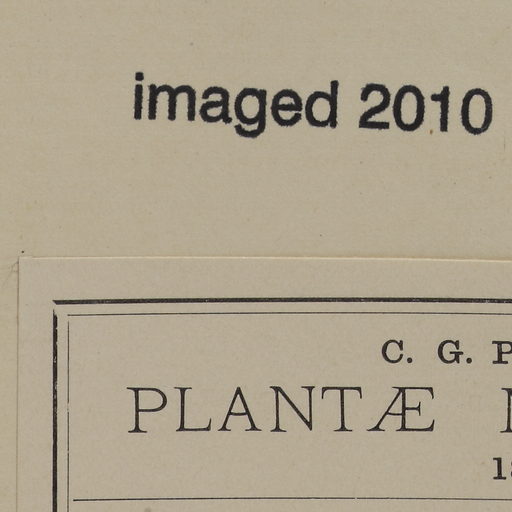 imaged 2010
C. G.
PLANTÆ